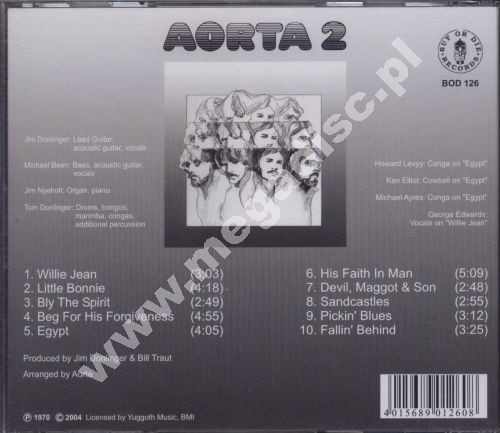 AORTA 2
BUY OR DIE
RECORDS
BOD 126
Jim Donlinger: Lead Guitar,
acoustic guitar, vocals
Michael Been: Bass, acoustic guitar,
vocals
Jim Nyeholt: Organ, piano
Tom Donlinger: Drums, bongos,
marimba, congas,
additional percussion
Howard Levyy: Conga on "Egypt"
Ken Elliot: Cowbell on "Egypt"
Michael Ayres: Conga on "Egypt"
George Edwards:
Vocals on "Willie Jean"
1. Willie Jean (3:03)
2. Little Bonnie (4:18)
3. Bly The Spirit (2:49)
4. Beg For His Forgiveness (4:55)
5. Egypt (4:05)
6. His Faith In Man (5:09)
7. Devil, Maggot & Son (2:48)
8. Sandcastles (2:55)
9. Pickin' Blues (3:12)
10. Fallin' Behind (3:25)
Produced by Jim Donlinger & Bill Traut
Arranged by Aorta
℗ 1970 © 2004 Licensed by Yuggoth Music, BMI
4 015689 012608
www.megadisc.pl